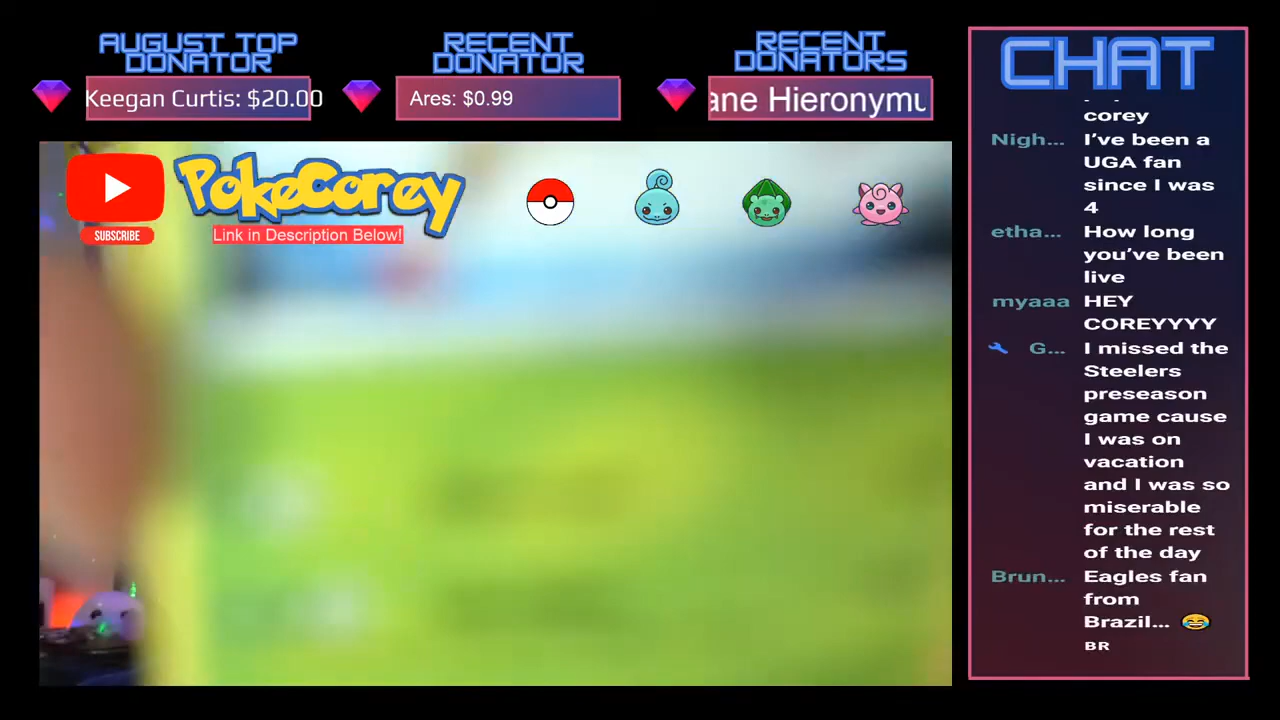 AUGUST TOP
DONATOR
Keegan Curtis: $20.00
RECENT
DONATOR
Ares: $0.99
RECENT
DONATORS
ane Hieronymu
SUBSCRIBE
PokeCorey
Link in Description Below!
CHAT
corey
Nigh... I've been a
UGA fan
since I was
4
etha... How long
you've been
live
myaaa HEY
COREYYYY
G... I missed the
Steelers
preseason
game cause
I was on
vacation
and I was so
miserable
for the rest
of the day
Brun... Eagles fan
from
Brazil... 😂
BR